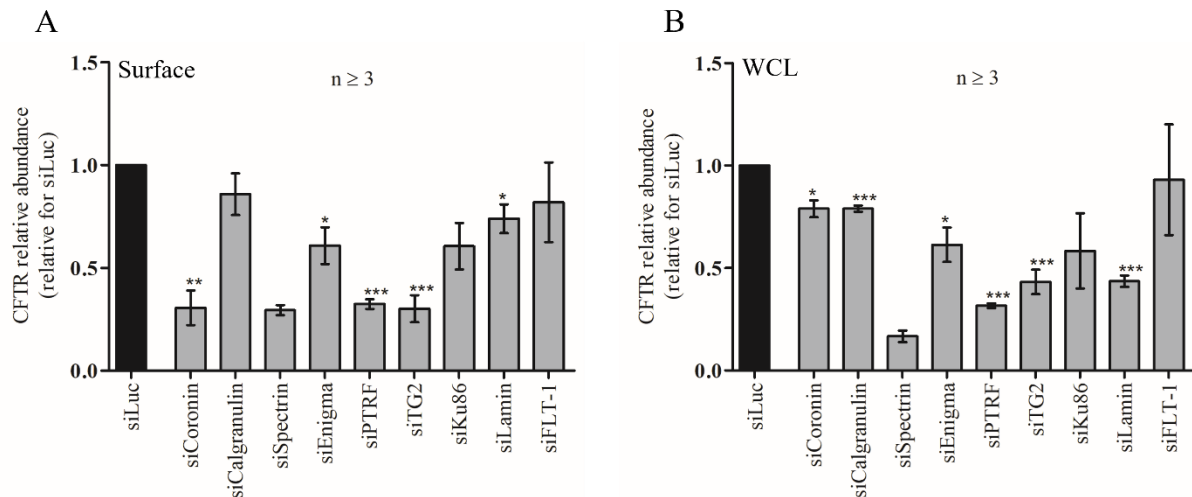 A
Surface
n ≥ 3
CFTR relative abundance
(relative for siLuc)
1.5
1.0
0.5
0.0
**
*
***
***
*
siLuc
siCoronin
siCalgranulin
siSpectrin
siEnigma
siPTRF
siTG2
siKu86
siLamin
siFLT-1
B
WCL
n ≥ 3
CFTR relative abundance
(relative for siLuc)
1.5
1.0
0.5
0.0
*
***
*
***
***
***
siLuc
siCoronin
siCalgranulin
siSpectrin
siEnigma
siPTRF
siTG2
siKu86
siLamin
siFLT-1